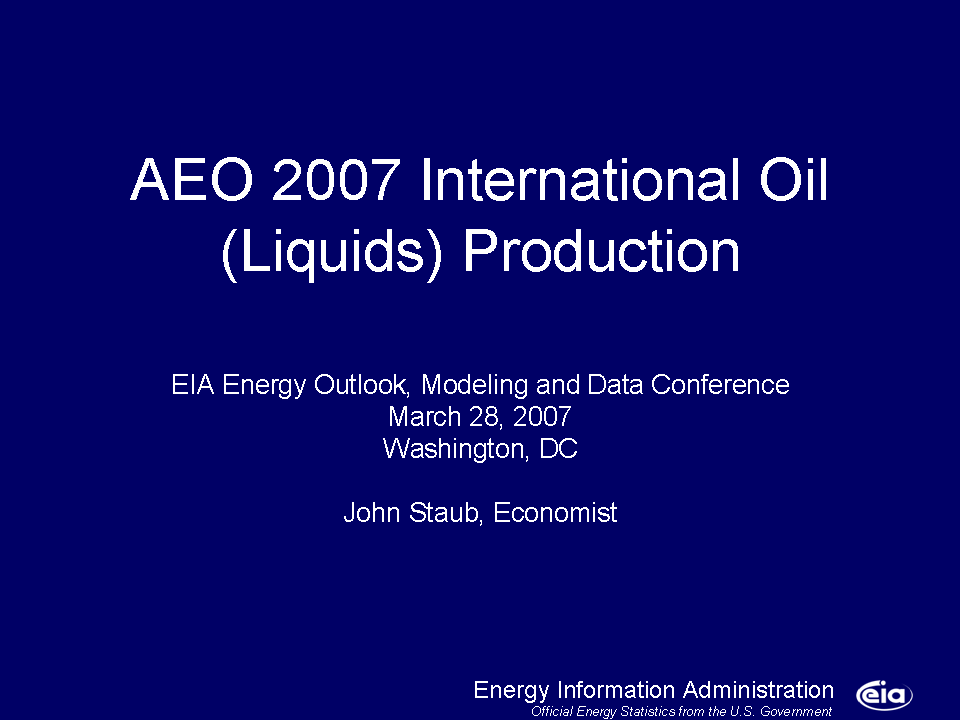 AEO 2007 International Oil
(Liquids) Production
EIA Energy Outlook, Modeling and Data Conference
March 28, 2007
Washington, DC
John Staub, Economist
Energy Information Administration
Official Energy Statistics from the U.S. Government
eia